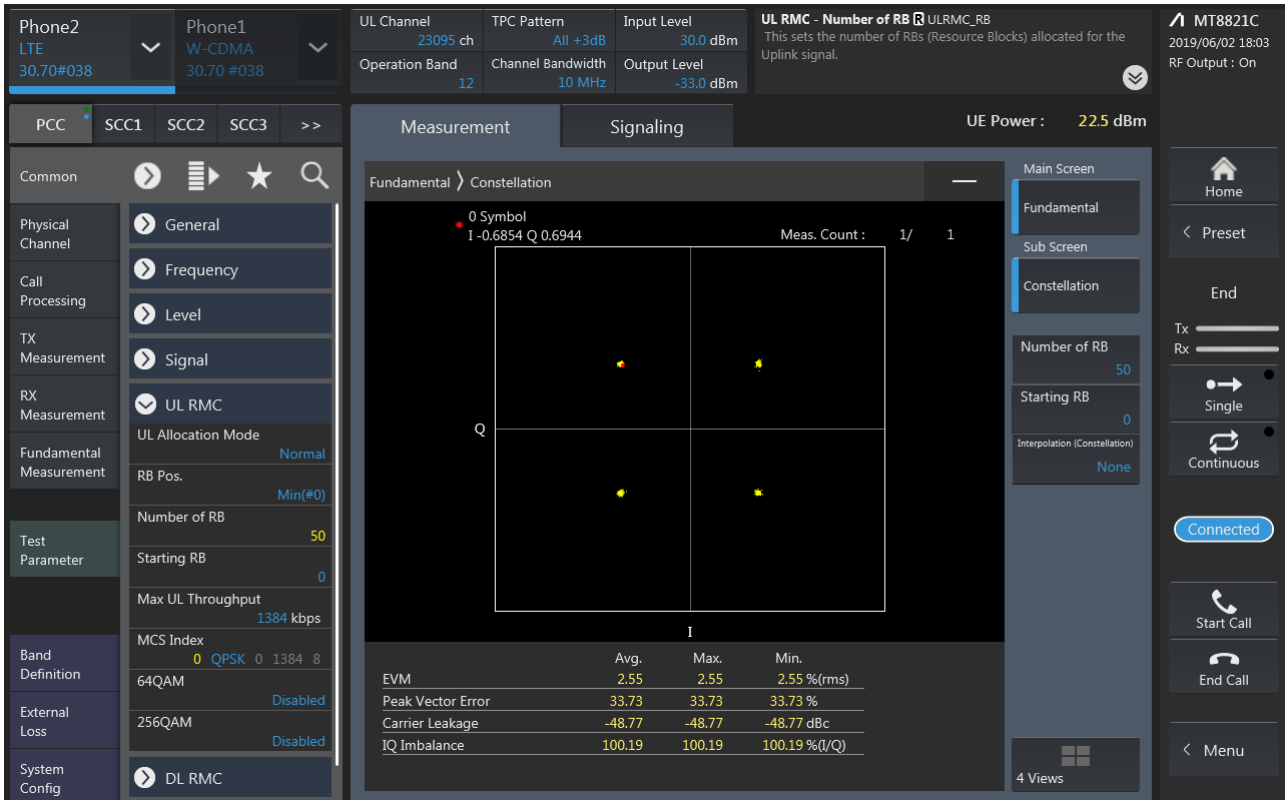 Phone2
LTE
30.70#038
Phone1
W-CDMA
30.70 #038
UL Channel
23095 ch
TPC Pattern
All +3dB
Input Level
30.0 dBm
Operation Band
12
Channel Bandwidth
10 MHz
Output Level
-33.0 dBm
UL RMC - Number of RB R ULRMC_RB
This sets the number of RBs (Resource Blocks) allocated for the
Uplink signal.
MT8821C
2019/06/02 18:03
RF Output : On
PCC SCC1 SCC2 SCC3 >>
Measurement
Signaling
UE Power : 22.5 dBm
Common
Physical
Channel
Call
Processing
TX
Measurement
RX
Measurement
Fundamental
Measurement
Test
Parameter
Band
Definition
External
Loss
System
Config
General
Frequency
Level
Signal
UL RMC
UL Allocation Mode
Normal
RB Pos.
Min(#0)
Number of RB
50
Starting RB
0
Max UL Throughput
1384 kbps
MCS Index
0 QPSK 0 1384 8
64QAM
Disabled
256QAM
Disabled
DL RMC
Fundamental 〉 Constellation
0 Symbol
I -0.6854 Q 0.6944
Meas. Count : 1/ 1
Q
I
Avg. Max. Min.
EVM 2.55 2.55 2.55 %(rms)
Peak Vector Error 33.73 33.73 33.73 %
Carrier Leakage -48.77 -48.77 -48.77 dBc
IQ Imbalance 100.19 100.19 100.19 %(I/Q)
Main Screen
Fundamental
Sub Screen
Constellation
Number of RB
50
Starting RB
0
Interpolation (Constellation)
None
4 Views
Home
< Preset
End
Tx
Rx
Single
Continuous
Connected
Start Call
End Call
< Menu